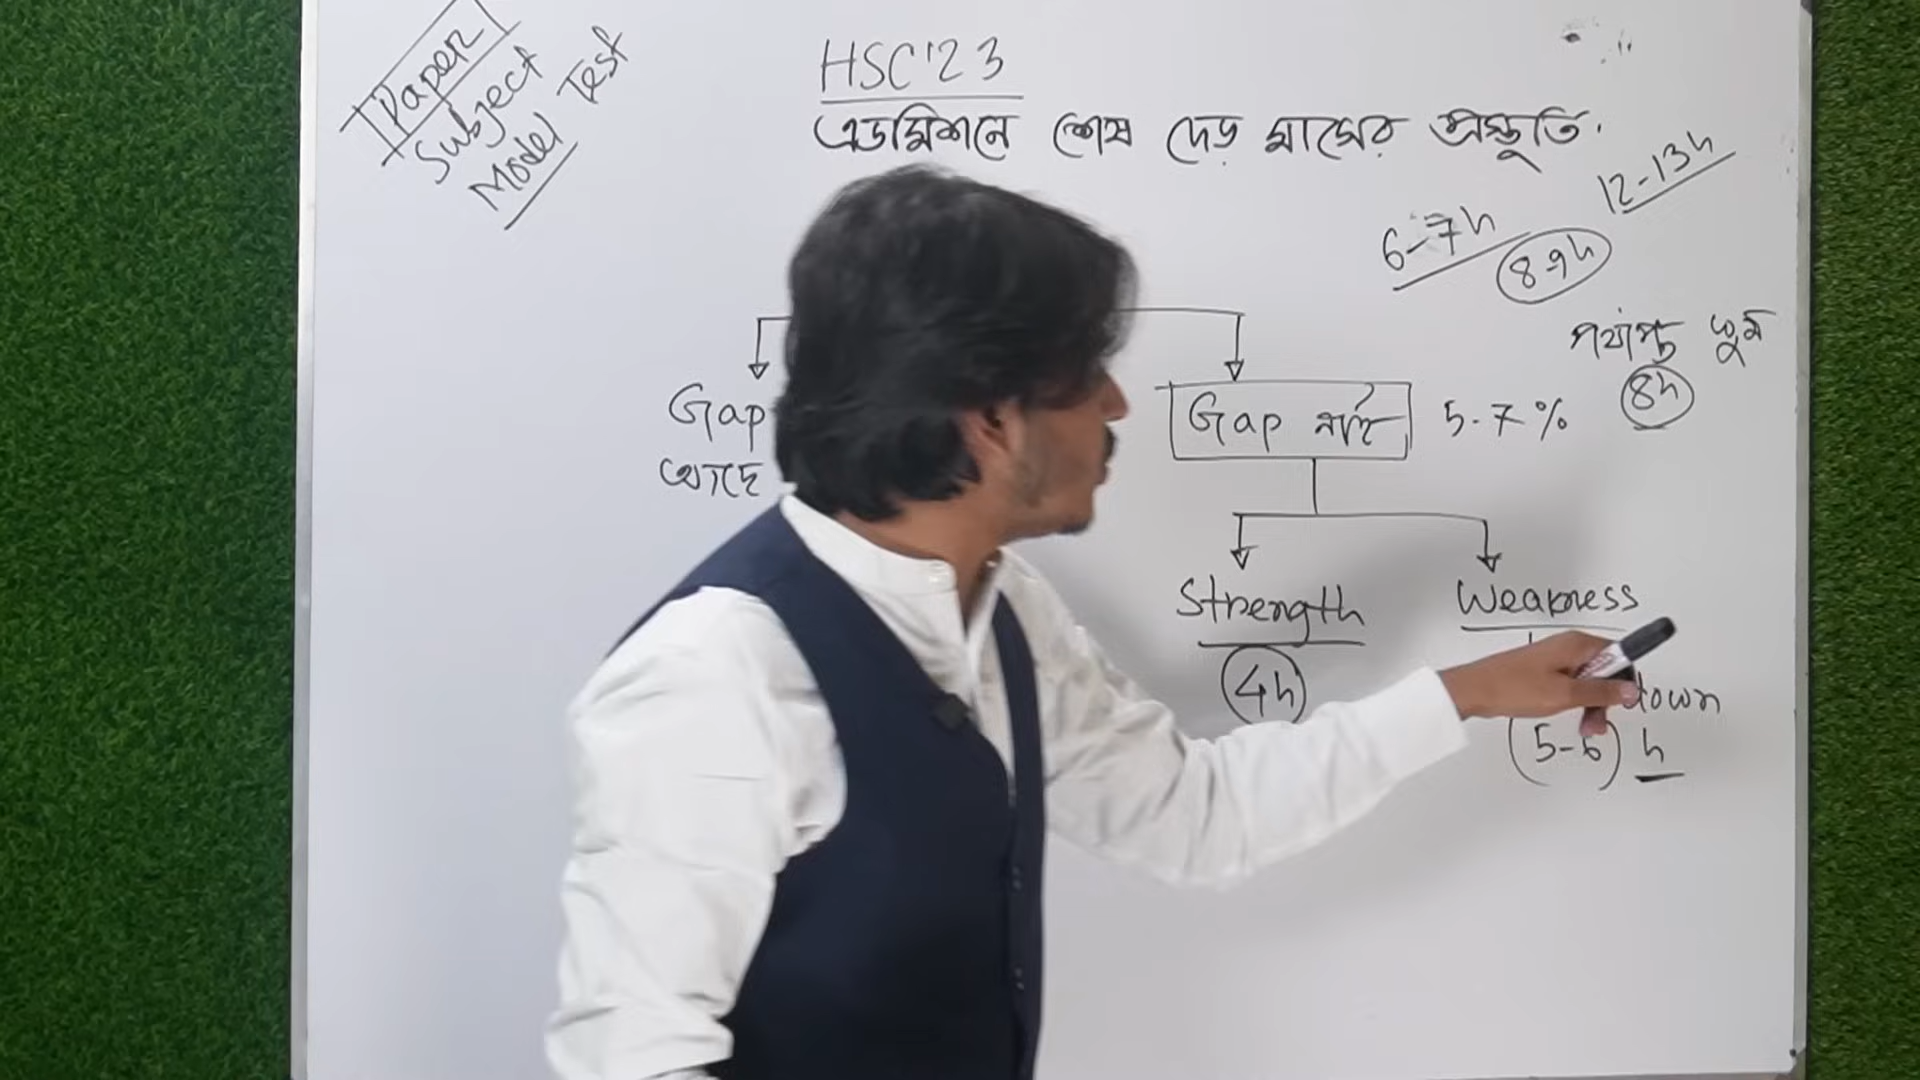 Paper
Subject
Model Test
HSC'23
এডমিশনে শেষ দেড় মাসের প্রস্তুতি.
12-13h
6-7h
8-9h
পর্যাপ্ত ঘুম
8h
Gap
আছে
Gap নাই
5-7%
Strength
Weakness
4h
down
(5-6) h